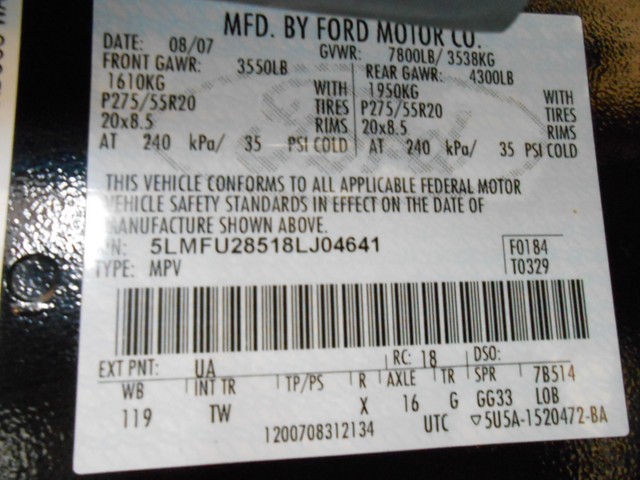 MFD. BY FORD MOTOR CO.
DATE: 08/07 GVWR: 7800LB/ 3538KG
FRONT GAWR: 3550LB REAR GAWR: 4300LB
1610KG WITH 1950KG WITH
P275/55R20 TIRES P275/55R20 TIRES
20x8.5 RIMS 20x8.5 RIMS
AT 240 kPa/ 35 PSI COLD AT 240 kPa/ 35 PSI COLD
THIS VEHICLE CONFORMS TO ALL APPLICABLE FEDERAL MOTOR
VEHICLE SAFETY STANDARDS IN EFFECT ON THE DATE OF
MANUFACTURE SHOWN ABOVE.
5LMFU28518LJ04641 F0184
TYPE: MPV T0329
EXT PNT: UA RC: 18 DSO:
WB INT TR TP/PS R AXLE TR SPR 7B514
119 TW X 16 G GG33 LOB
1200708312134 UTC ▽5U5A-1520472-BA